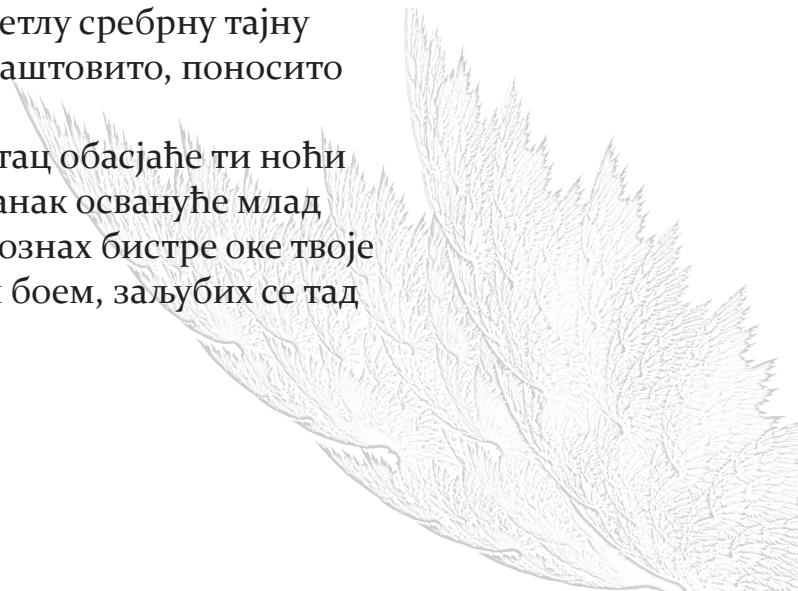 етлу сребрну тајну
аштовито, поносито
тац обасјаће ти ноћи
анак освануће млад
ознах бистре оке твоје
боем, заљубих се тад